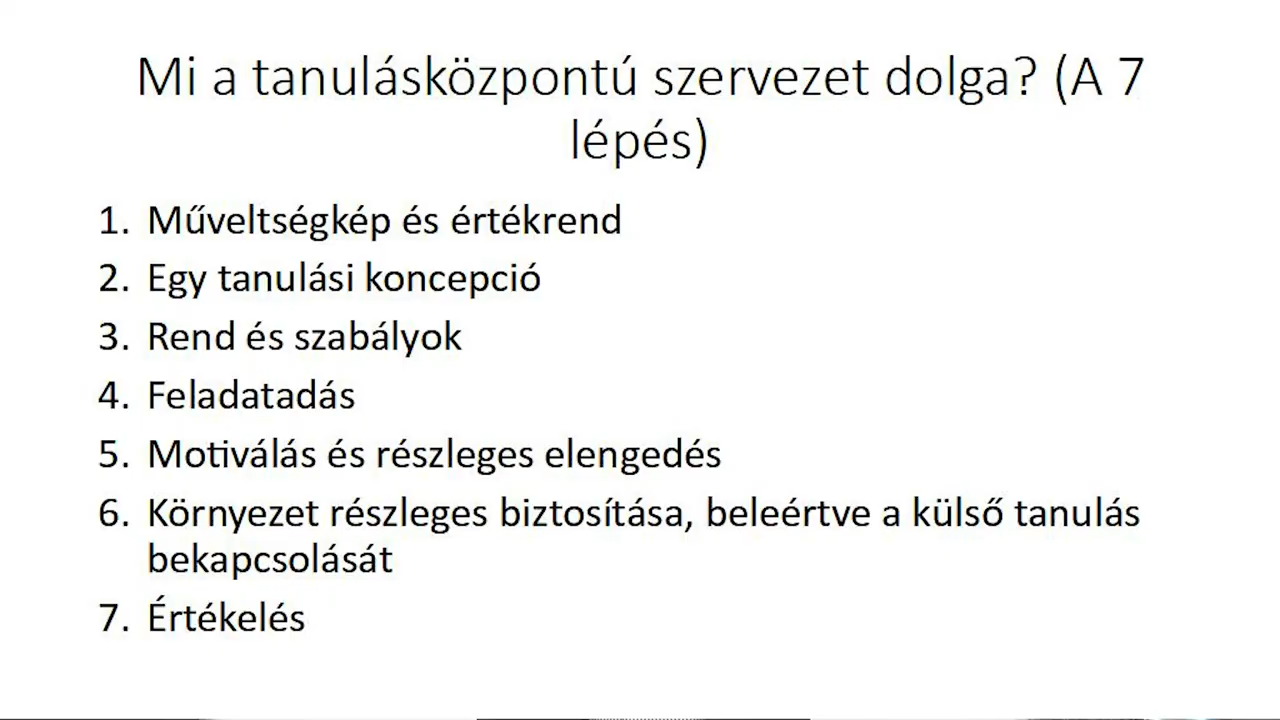 Mi a tanulásközpontú szervezet dolga? (A 7
lépés)
1. Műveltségkép és értékrend
2. Egy tanulási koncepció
3. Rend és szabályok
4. Feladatadás
5. Motiválás és részleges elengedés
6. Környezet részleges biztosítása, beleértve a külső tanulás
bekapcsolását
7. Értékelés